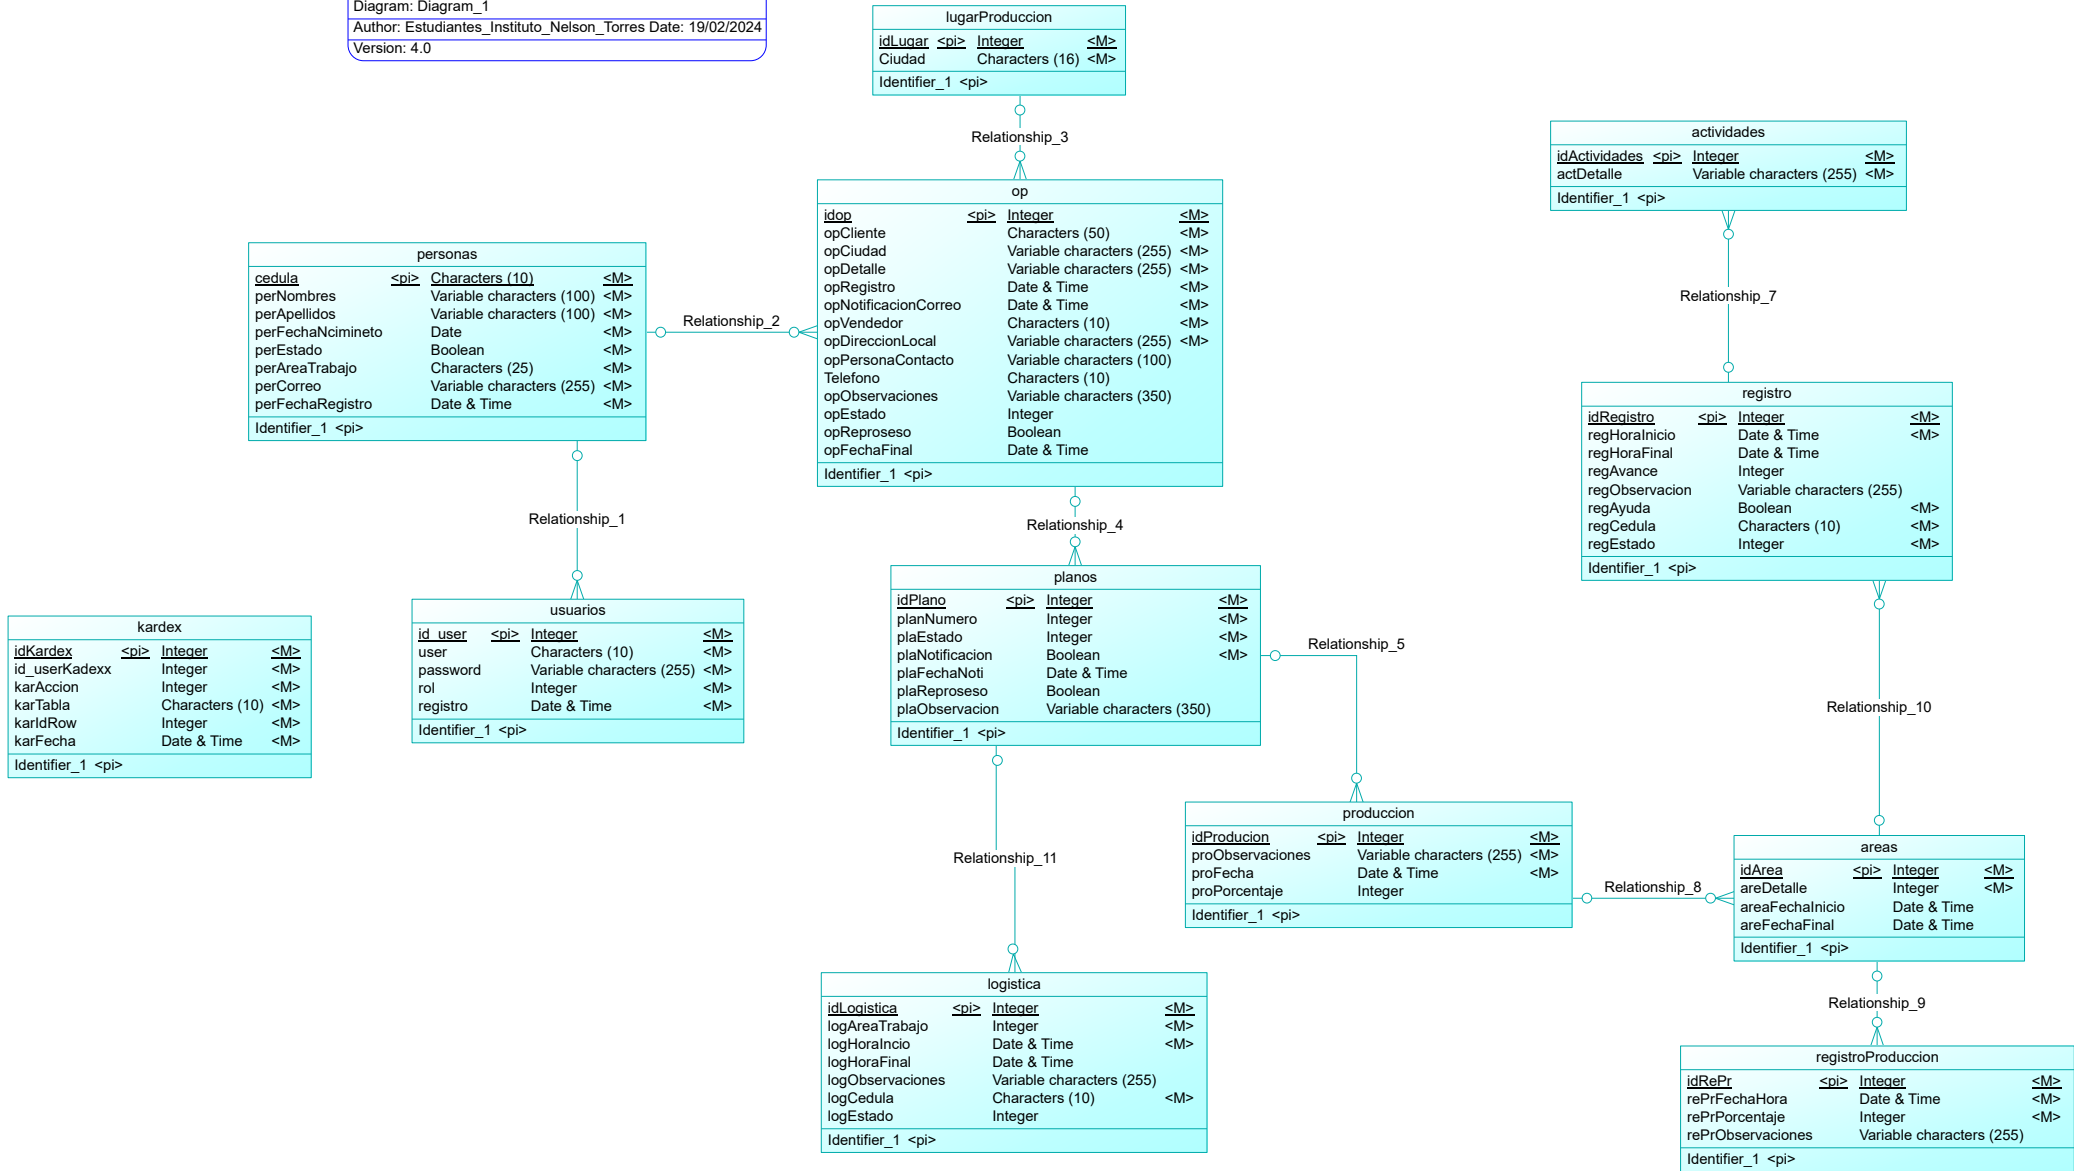 Diagram: Diagram_1
Author: Estudiantes_Instituto_Nelson_Torres Date: 19/02/2024
Version: 4.0
lugarProduccion
idLugar <pi> Integer <M>
Ciudad Characters (16) <M>
Identifier_1 <pi>
Relationship_3
actividades
idActividades <pi> Integer <M>
actDetalle Variable characters (255) <M>
Identifier_1 <pi>
op
idop <pi> Integer <M>
opCliente Characters (50) <M>
opCiudad Variable characters (255) <M>
opDetalle Variable characters (255) <M>
opRegistro Date & Time <M>
opNotificacionCorreo Date & Time <M>
opVendedor Characters (10) <M>
opDireccionLocal Variable characters (255) <M>
opPersonaContacto Variable characters (100)
Telefono Characters (10)
opObservaciones Variable characters (350)
opEstado Integer
opReproseso Boolean
opFechaFinal Date & Time
Identifier_1 <pi>
personas
cedula <pi> Characters (10) <M>
perNombres Variable characters (100) <M>
perApellidos Variable characters (100) <M>
perFechaNcimineto Date <M>
perEstado Boolean <M>
perAreaTrabajo Characters (25) <M>
perCorreo Variable characters (255) <M>
perFechaRegistro Date & Time <M>
Identifier_1 <pi>
Relationship_2
Relationship_7
registro
idRegistro <pi> Integer <M>
regHoraInicio Date & Time <M>
regHoraFinal Date & Time
regAvance Integer
regObservacion Variable characters (255)
regAyuda Boolean <M>
regCedula Characters (10) <M>
regEstado Integer <M>
Identifier_1 <pi>
Relationship_1
Relationship_4
planos
idPlano <pi> Integer <M>
planNumero Integer <M>
plaEstado Integer <M>
plaNotificacion Boolean <M>
plaFechaNoti Date & Time
plaReproseso Boolean
plaObservacion Variable characters (350)
Identifier_1 <pi>
usuarios
id_user <pi> Integer <M>
user Characters (10) <M>
password Variable characters (255) <M>
rol Integer <M>
registro Date & Time <M>
Identifier_1 <pi>
kardex
idKardex <pi> Integer <M>
id_userKadexx Integer <M>
karAccion Integer <M>
karTabla Characters (10) <M>
karIdRow Integer <M>
karFecha Date & Time <M>
Identifier_1 <pi>
Relationship_5
Relationship_10
produccion
idProducion <pi> Integer <M>
proObservaciones Variable characters (255) <M>
proFecha Date & Time <M>
proPorcentaje Integer
Identifier_1 <pi>
Relationship_8
areas
idArea <pi> Integer <M>
areDetalle Integer <M>
areaFechaInicio Date & Time
areFechaFinal Date & Time
Identifier_1 <pi>
Relationship_11
Relationship_9
logistica
idLogistica <pi> Integer <M>
logAreaTrabajo Integer <M>
logHoraIncio Date & Time <M>
logHoraFinal Date & Time
logObservaciones Variable characters (255)
logCedula Characters (10) <M>
logEstado Integer
Identifier_1 <pi>
registroProduccion
idRePr <pi> Integer <M>
rePrFechaHora Date & Time <M>
rePrPorcentaje Integer <M>
rePrObservaciones Variable characters (255)
Identifier_1 <pi>